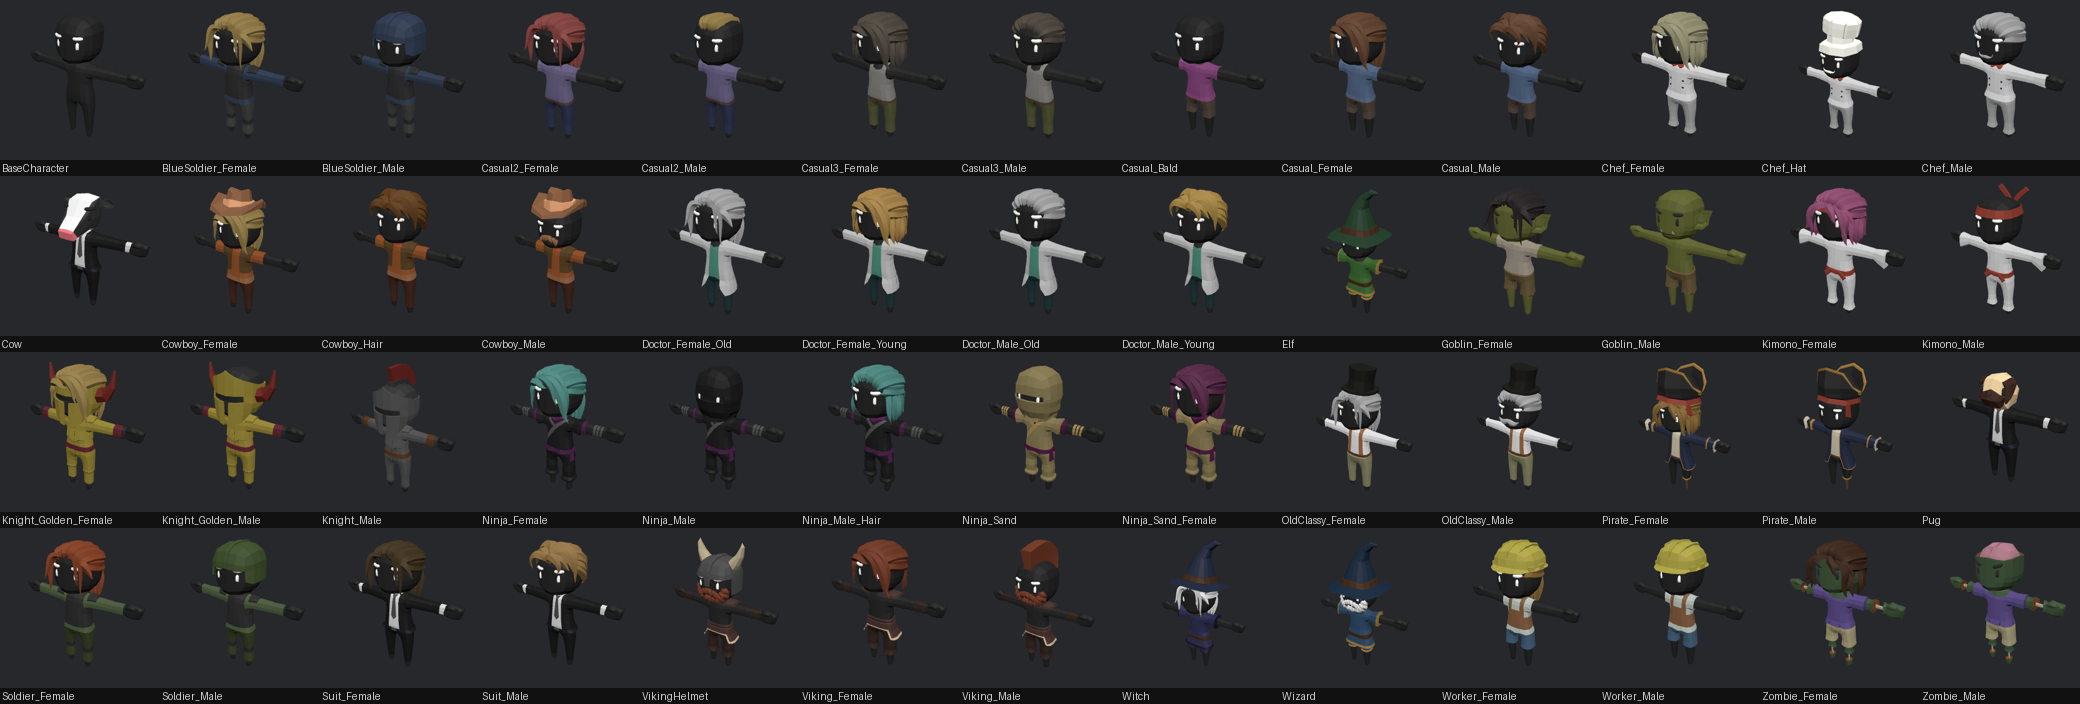 BaseCharacter BlueSoldier_Female BlueSoldier_Male Casual2_Female Casual2_Male Casual3_Female Casual3_Male Casual_Bald Casual_Female Casual_Male Chef_Female Chef_Hat Chef_Male
Cow Cowboy_Female Cowboy_Hair Cowboy_Male Doctor_Female_Old Doctor_Female_Young Doctor_Male_Old Doctor_Male_Young Elf Goblin_Female Goblin_Male Kimono_Female Kimono_Male
Knight_Golden_Female Knight_Golden_Male Knight_Male Ninja_Female Ninja_Male Ninja_Male_Hair Ninja_Sand Ninja_Sand_Female OldClassy_Female OldClassy_Male Pirate_Female Pirate_Male Pug
Soldier_Female Soldier_Male Suit_Female Suit_Male VikingHelmet Viking_Female Viking_Male Witch Wizard Worker_Female Worker_Male Zombie_Female Zombie_Male